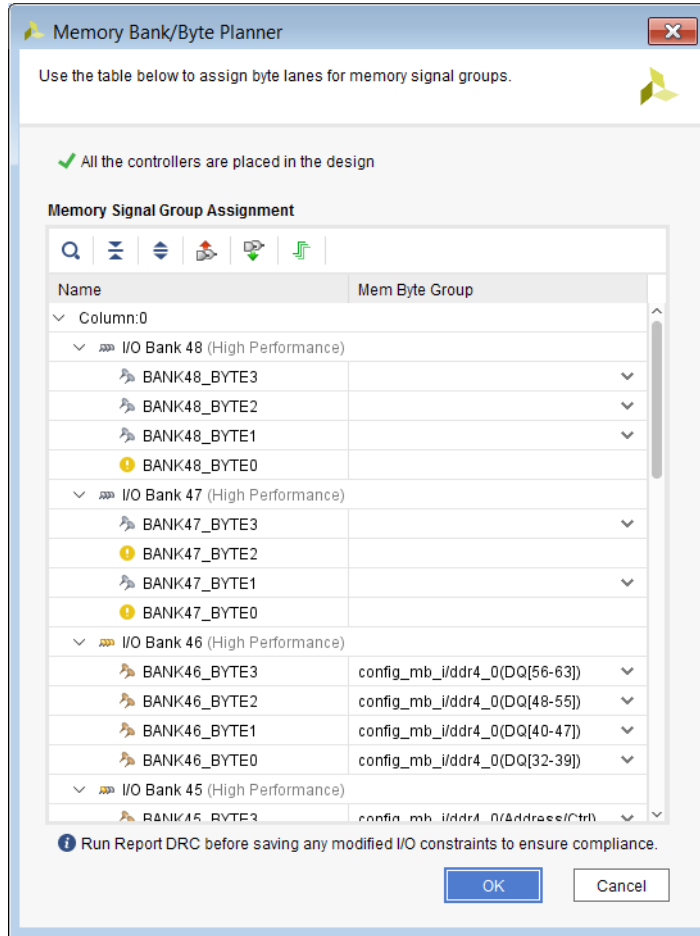 Memory Bank/Byte Planner
Use the table below to assign byte lanes for memory signal groups.
All the controllers are placed in the design
Memory Signal Group Assignment
Name Mem Byte Group
Column:0
I/O Bank 48 (High Performance)
BANK48_BYTE3
BANK48_BYTE2
BANK48_BYTE1
BANK48_BYTE0
I/O Bank 47 (High Performance)
BANK47_BYTE3
BANK47_BYTE2
BANK47_BYTE1
BANK47_BYTE0
I/O Bank 46 (High Performance)
BANK46_BYTE3 config_mb_i/ddr4_0(DQ[56-63])
BANK46_BYTE2 config_mb_i/ddr4_0(DQ[48-55])
BANK46_BYTE1 config_mb_i/ddr4_0(DQ[40-47])
BANK46_BYTE0 config_mb_i/ddr4_0(DQ[32-39])
I/O Bank 45 (High Performance)
BANK45_BYTE3 config_mb_i/ddr4_0(Address/Ctrl)
Run Report DRC before saving any modified I/O constraints to ensure compliance.
OK Cancel